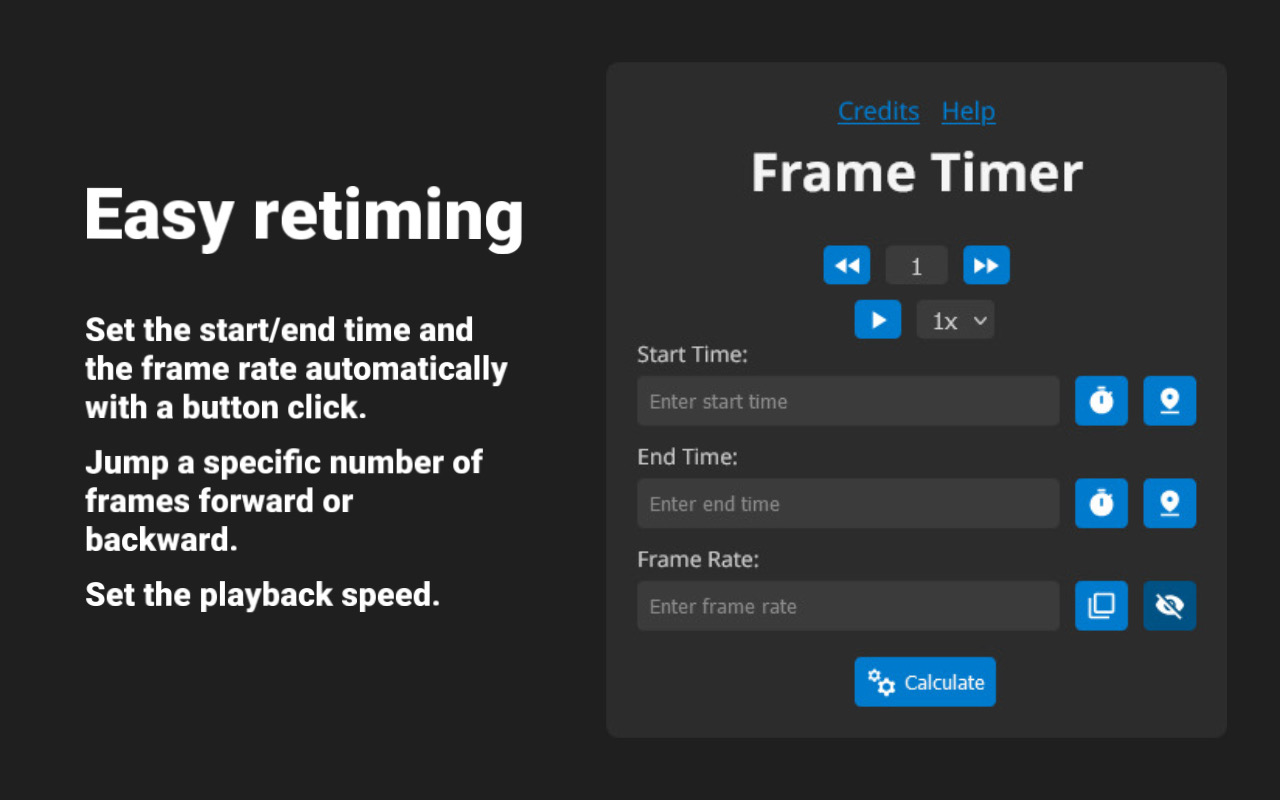 Easy retiming
Set the start/end time and
the frame rate automatically
with a button click.
Jump a specific number of
frames forward or
backward.
Set the playback speed.
Credits Help
Frame Timer
1
1x
Start Time:
Enter start time
End Time:
Enter end time
Frame Rate:
Enter frame rate
Calculate